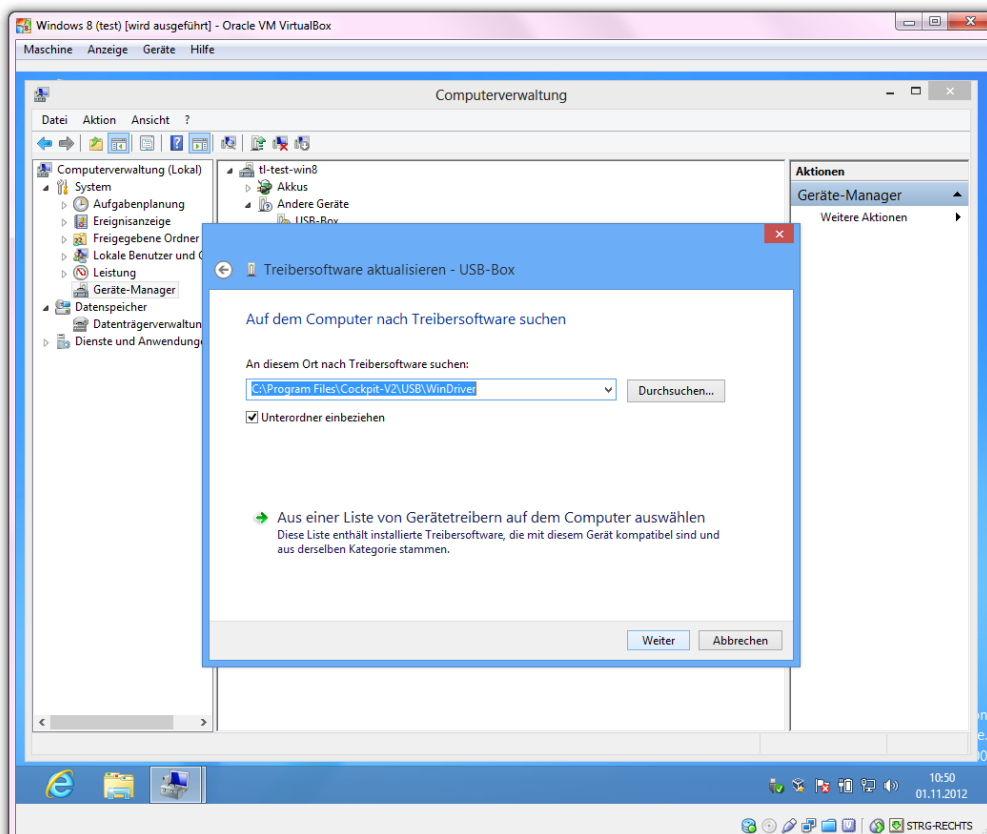 Windows 8 (test) [wird ausgeführt] - Oracle VM VirtualBox
Maschine Anzeige Geräte Hilfe
Computerverwaltung
Datei Aktion Ansicht ?
Computerverwaltung (Lokal)
System
Aufgabenplanung
Ereignisanzeige
Freigegebene Ordner
Lokale Benutzer und
Leistung
Geräte-Manager
Datenspeicher
Datenträgerverwaltun
Dienste und Anwendung
tl-test-win8
Akkus
Andere Geräte
USB-Box
Aktionen
Geräte-Manager
Weitere Aktionen
Treibersoftware aktualisieren - USB-Box
Auf dem Computer nach Treibersoftware suchen
An diesem Ort nach Treibersoftware suchen:
C:\Program Files\Cockpit-V2\USB\WinDriver
Durchsuchen...
Unterordner einbeziehen
Aus einer Liste von Gerätetreibern auf dem Computer auswählen
Diese Liste enthält installierte Treibersoftware, die mit diesem Gerät kompatibel sind und
aus derselben Kategorie stammen.
Weiter Abbrechen
10:50
01.11.2012
STRG-RECHTS